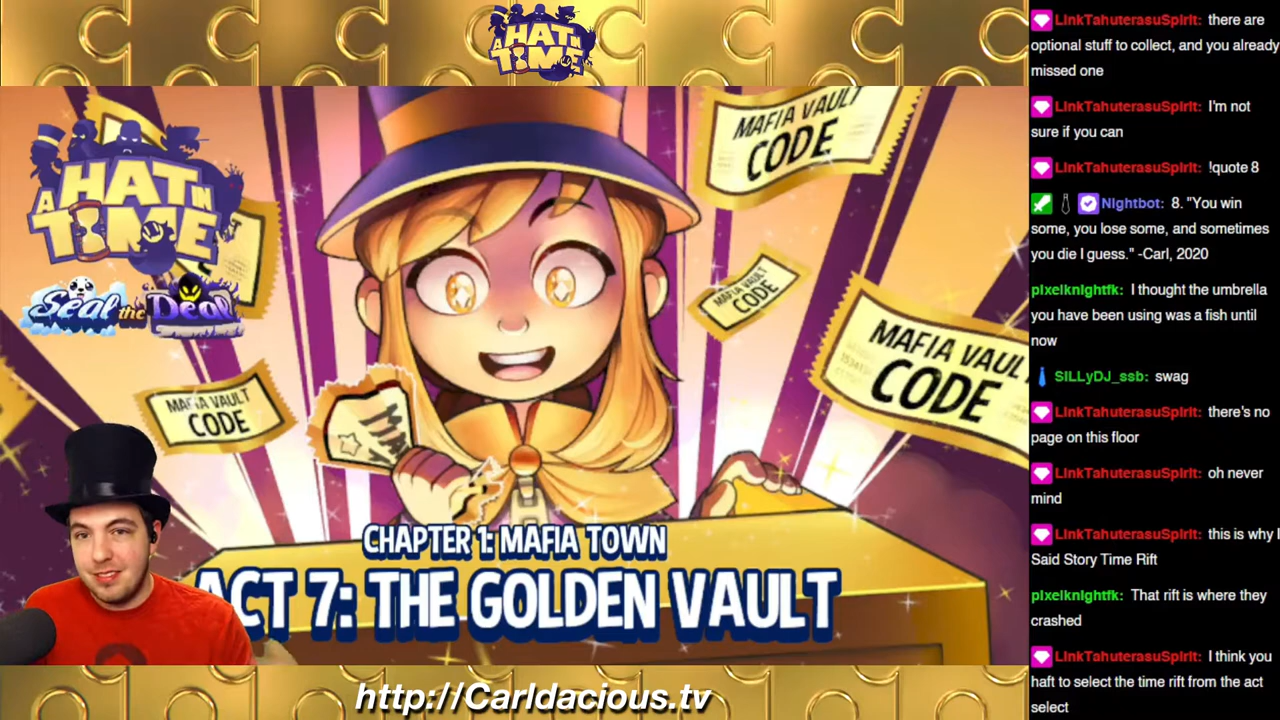 A HAT IN TIME
A HAT IN TIME
Seal the Deal
MAFIA VAULT
CODE
MAFIA VAULT
CODE
MAFIA VAULT
CODE
MAFIA VAULT
CODE
CHAPTER 1: MAFIA TOWN
ACT 7: THE GOLDEN VAULT
http://Carldacious.tv
LinkTahuterasuSpirit: there are
optional stuff to collect, and you already
missed one
LinkTahuterasuSpirit: I'm not
sure if you can
LinkTahuterasuSpirit: !quote 8
Nightbot: 8. "You win
some, you lose some, and sometimes
you die I guess." -Carl, 2020
pixelknightfk: I thought the umbrella
you have been using was a fish until
now
SILLyDJ_ssb: swag
LinkTahuterasuSpirit: there's no
page on this floor
LinkTahuterasuSpirit: oh never
mind
LinkTahuterasuSpirit: this is why I
Said Story Time Rift
pixelknightfk: That rift is where they
crashed
LinkTahuterasuSpirit: I think you
haft to select the time rift from the act
select